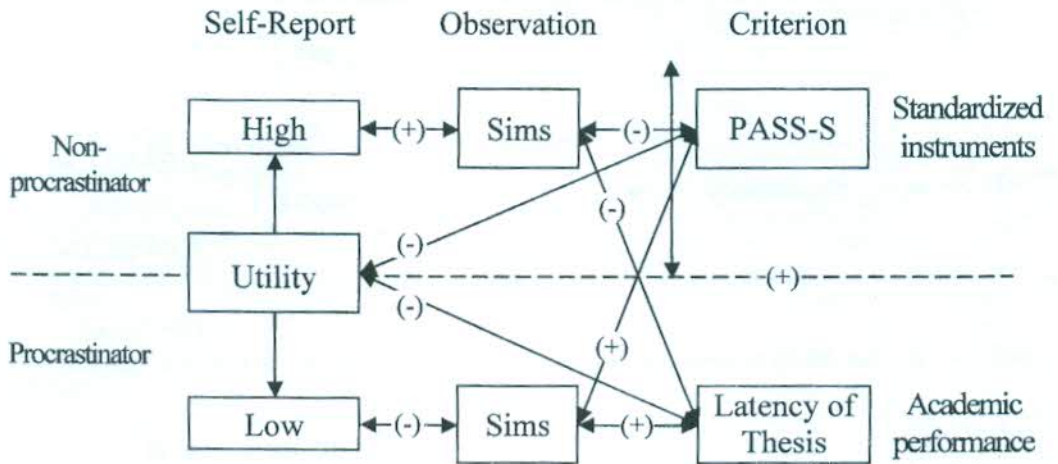 Self-Report Observation Criterion
High (+) Sims (-) PASS-S Standardized
instruments
Non-
procrastinator
(-)
(-)
Utility (+)
(-)
Procrastinator
(+)
Low (-) Sims (+) Latency of
Thesis
Academic
performance